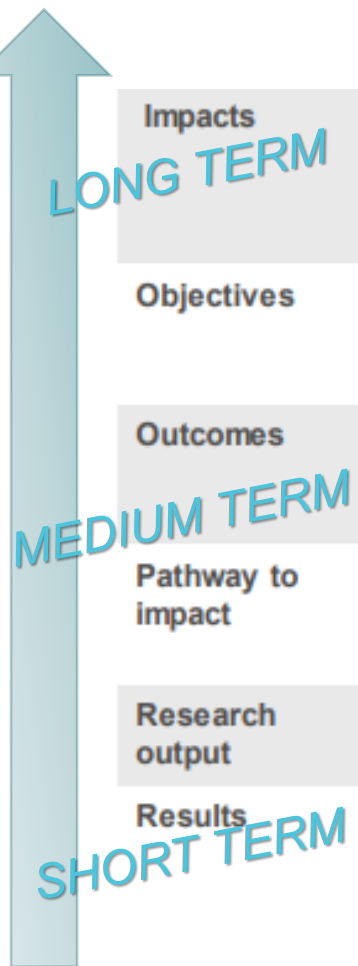 Impacts
LONG TERM
Objectives
Outcomes
MEDIUM TERM
Pathway to
impact
Research
output
Results
SHORT TERM